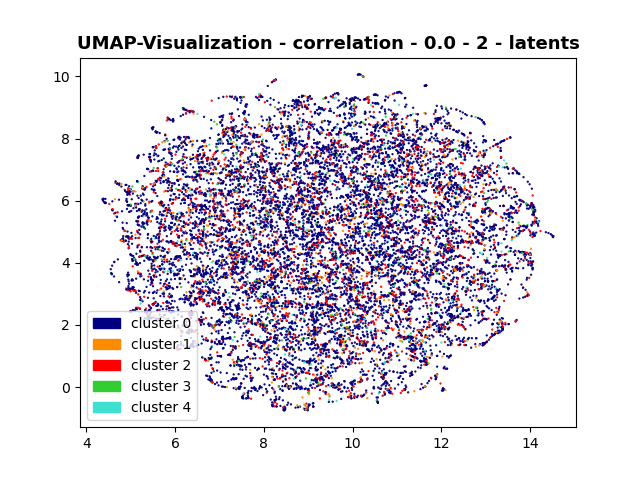 UMAP-Visualization - correlation - 0.0 - 2 - latents
10
8
6
4
2
0
cluster 0
cluster 1
cluster 2
cluster 3
cluster 4
4 6 8 10 12 14